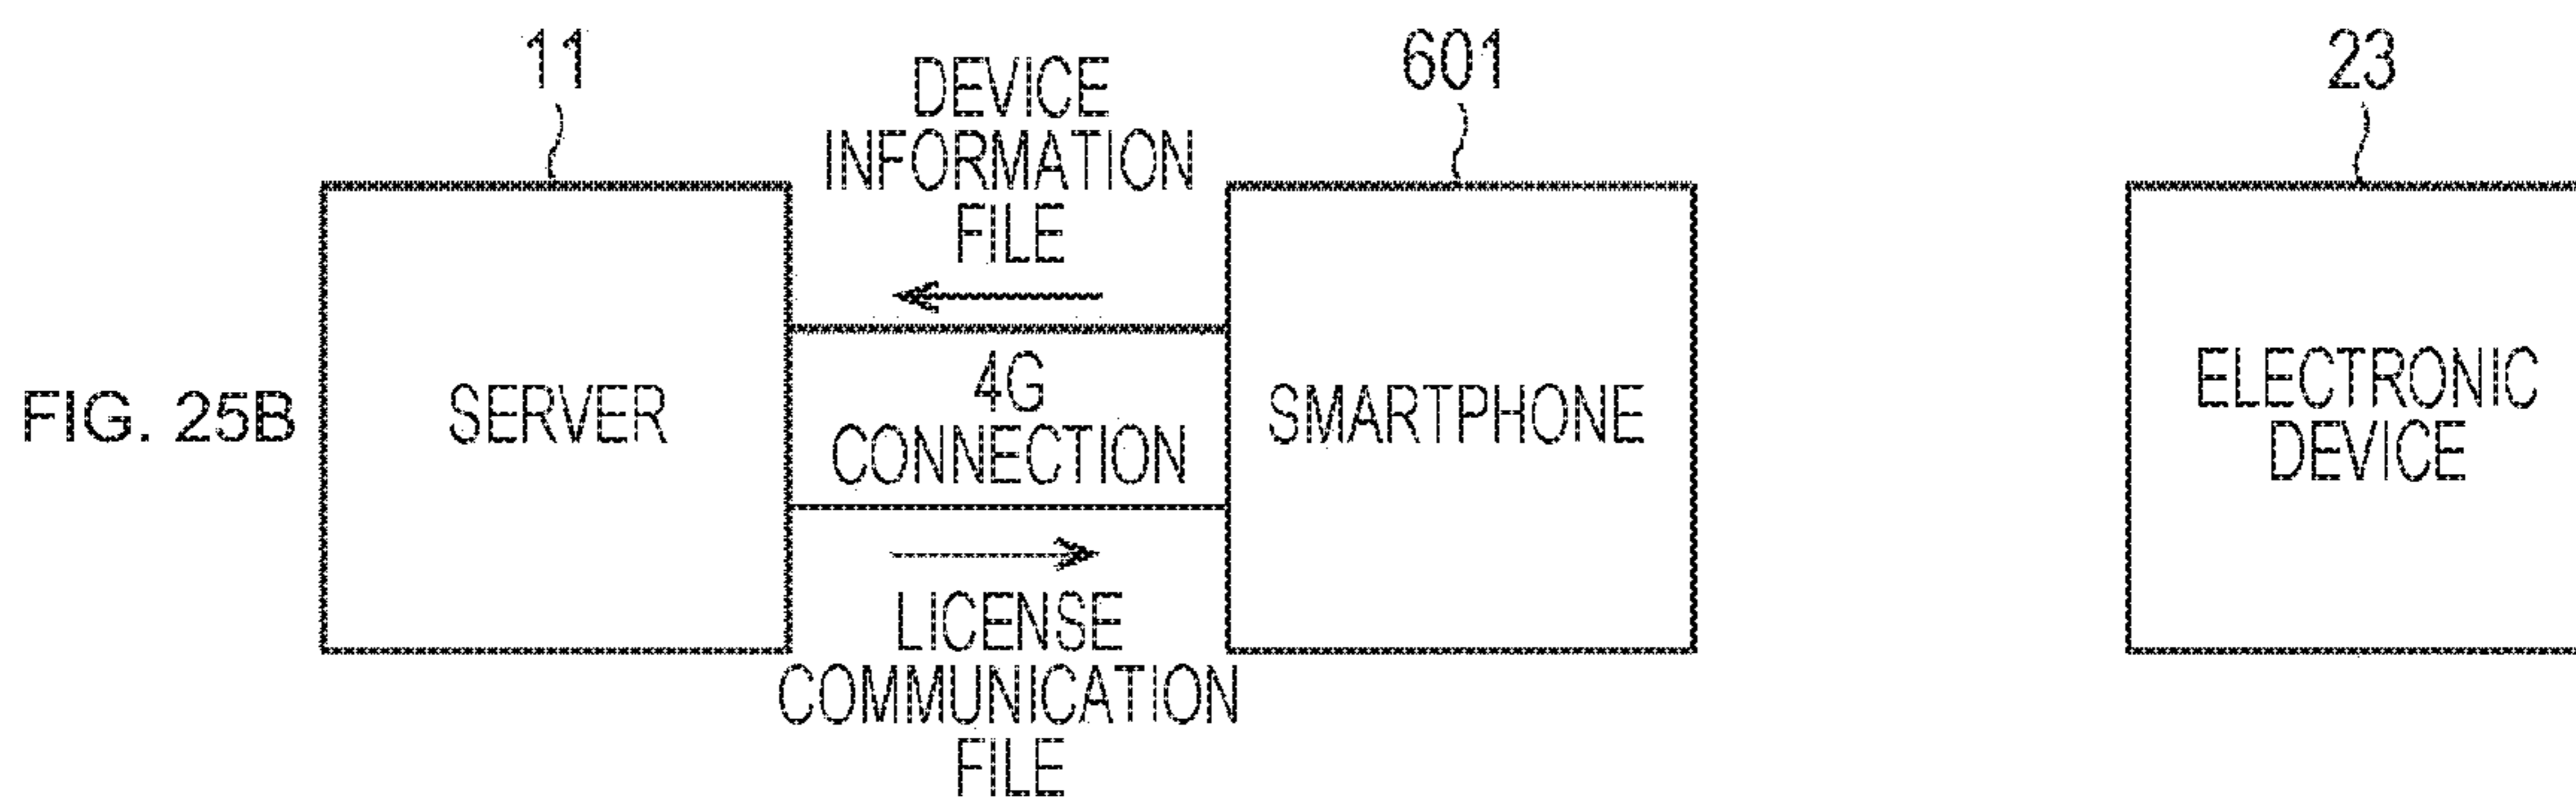 11
601
23
DEVICE
INFORMATION
FILE
FIG. 25B
SERVER
4G
CONNECTION
SMARTPHONE
ELECTRONIC
DEVICE
LICENSE
COMMUNICATION
FILE